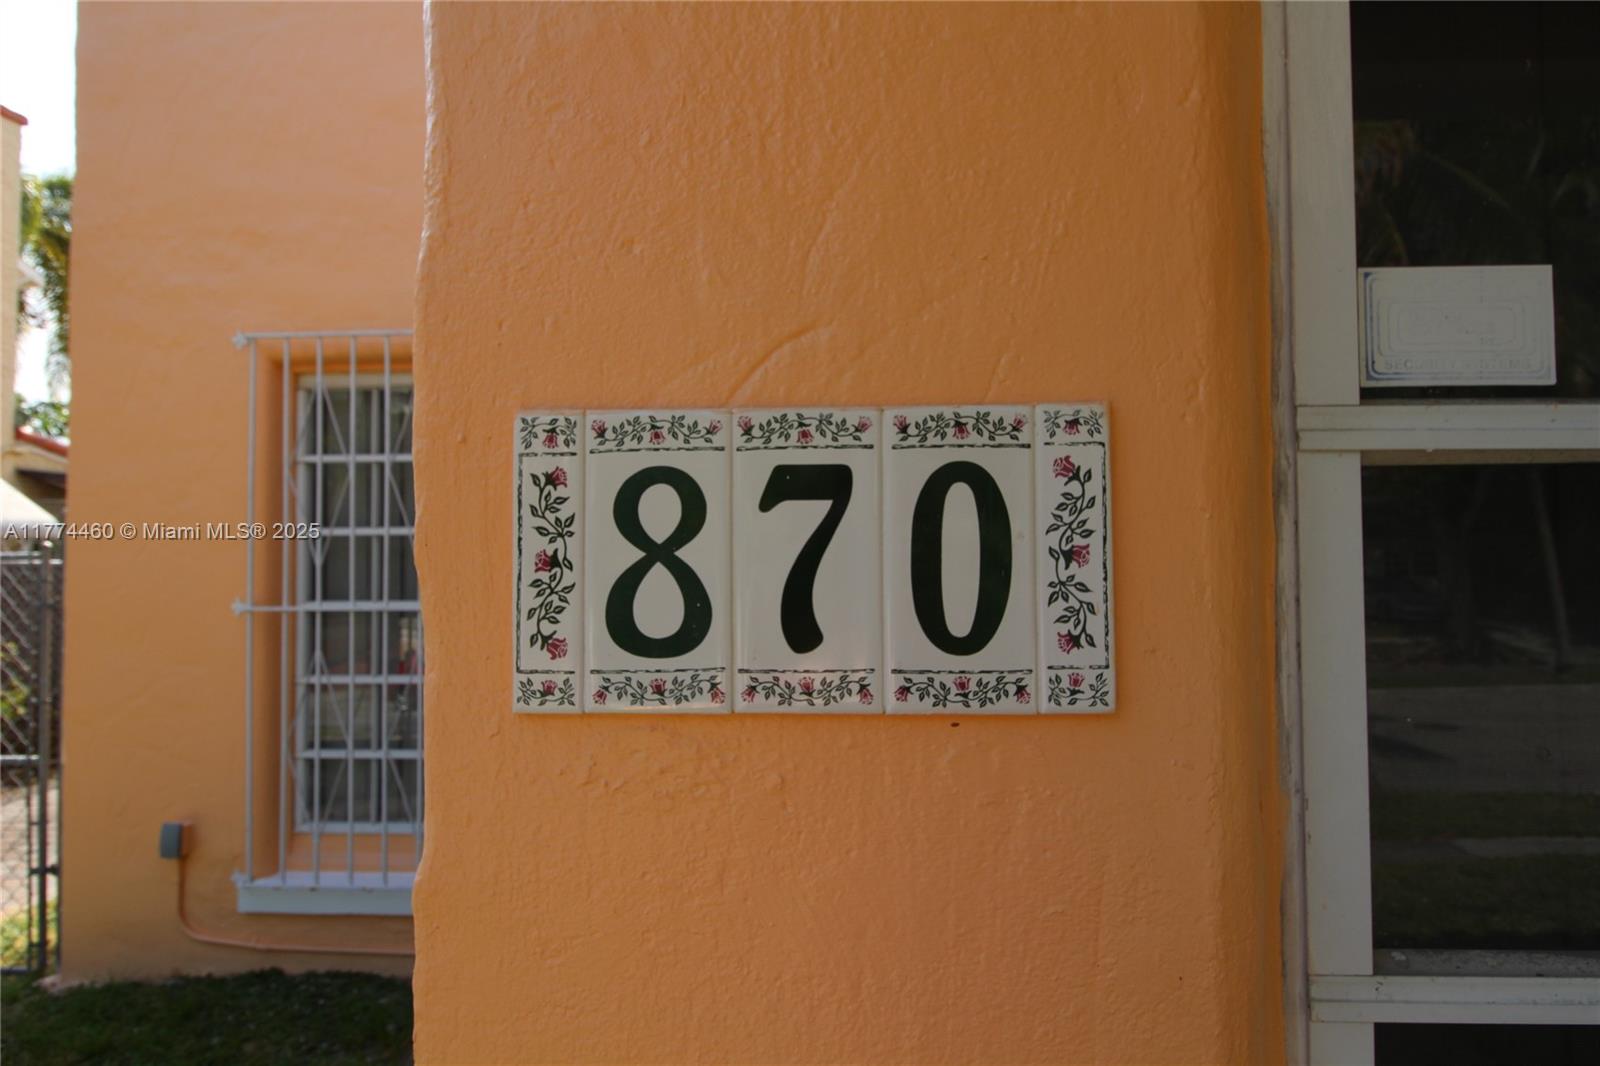 A11774460 © Miami MLS® 2025
870
SECURITY SYSTEMS